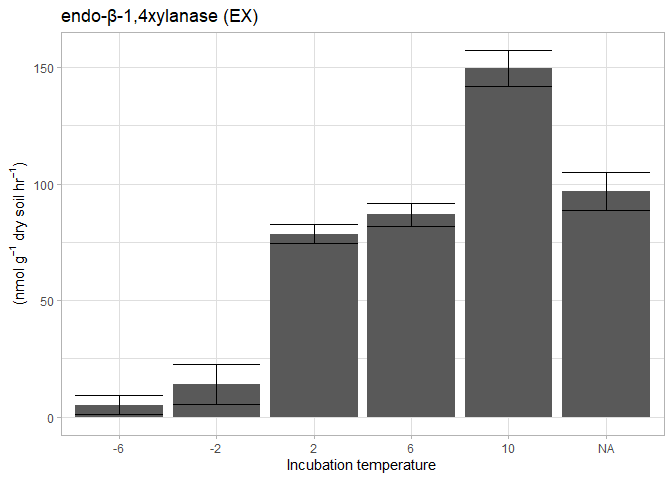 endo-β-1,4xylanase (EX)
(nmol g⁻¹ dry soil hr⁻¹)
150
100
50
0
-6 -2 2 6 10 NA
Incubation temperature